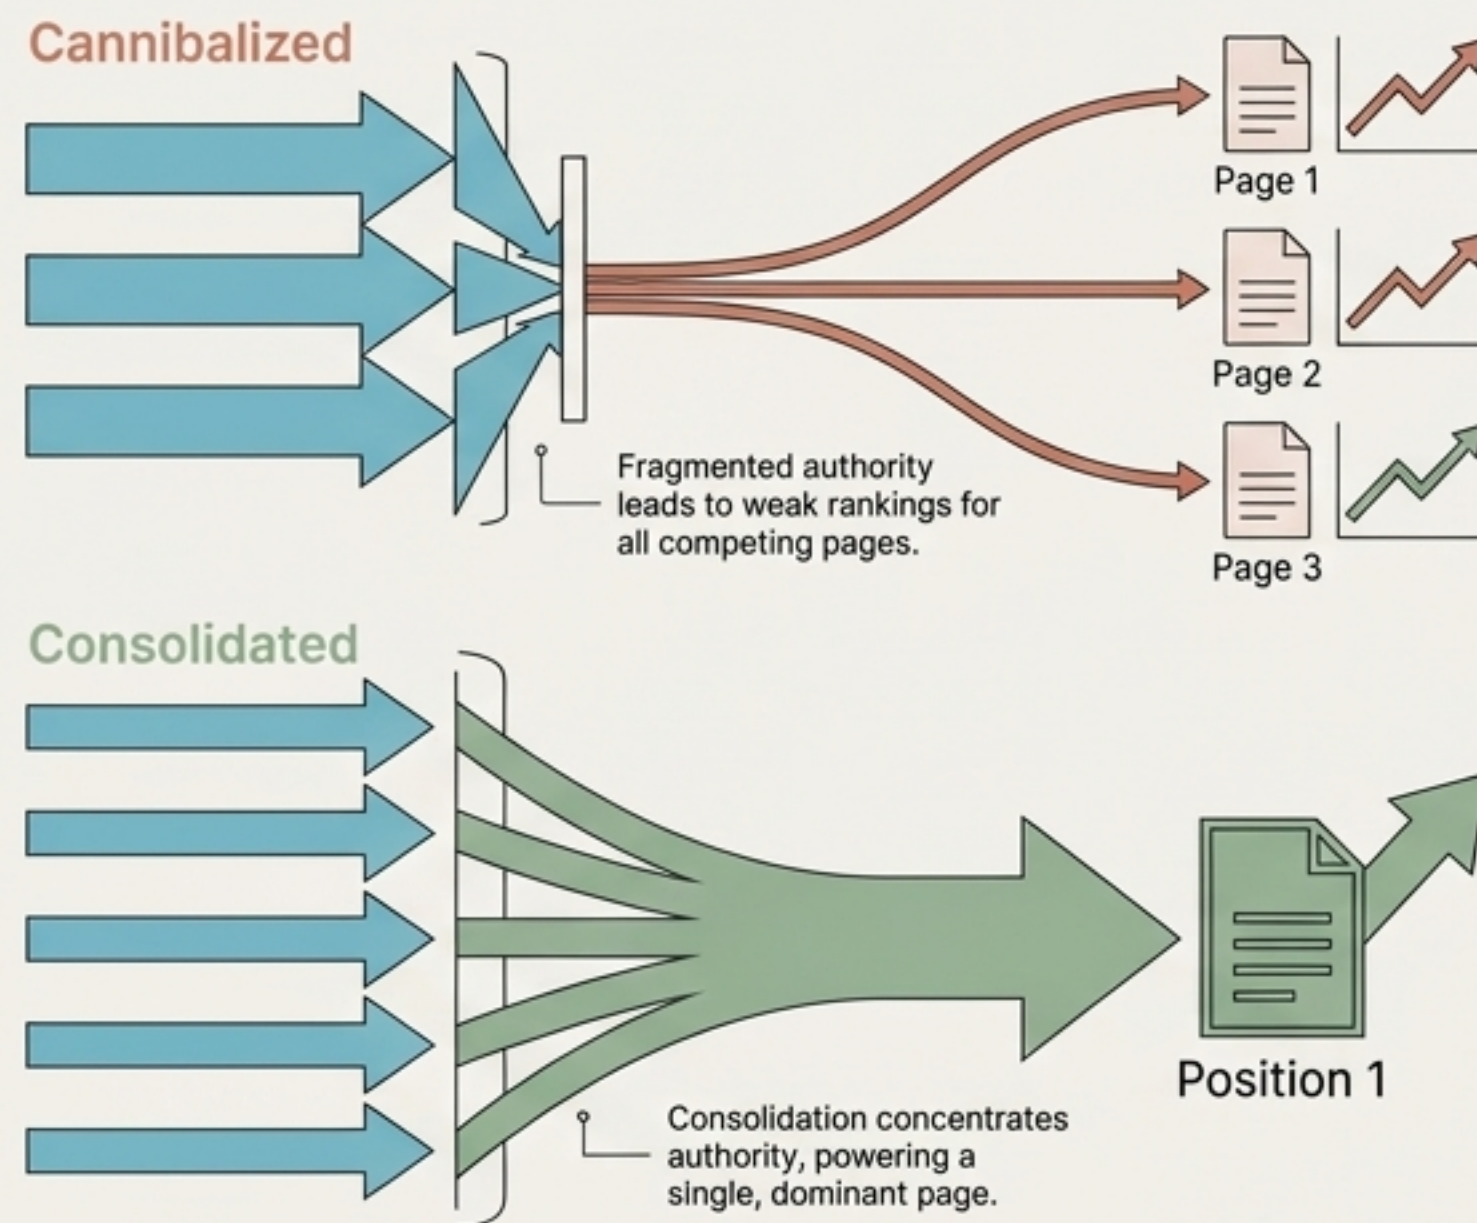 Cannibalized
Page 1
Page 2
Fragmented authority
leads to weak rankings for
all competing pages.
Page 3
Consolidated
Position 1
Consolidation concentrates
authority, powering a
single, dominant page.